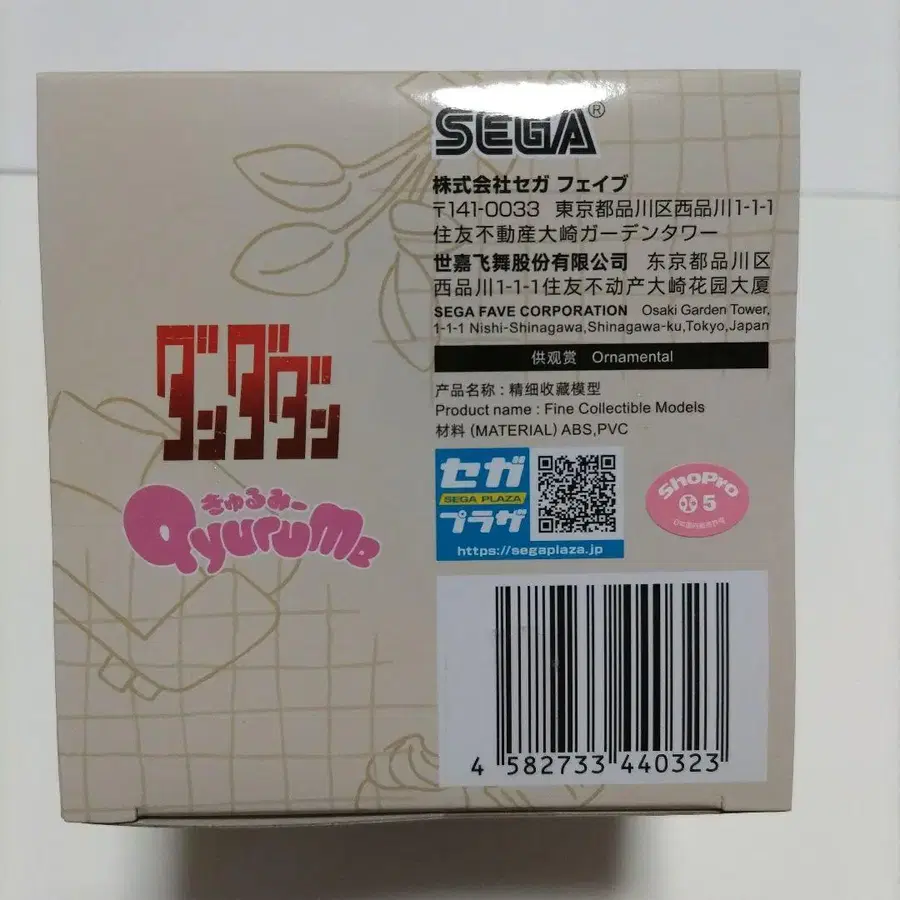 SEGA®
株式会社セガ フェイブ
〒141-0033 東京都品川区西品川1-1-1
住友不動産大崎ガーデンタワー
世嘉飞舞股份有限公司 东京都品川区
西品川1-1-1住友不动产大崎花园大厦
SEGA FAVE CORPORATION Osaki Garden Tower,
1-1-1 Nishi-Shinagawa,Shinagawa-ku,Tokyo,Japan
供观赏 Ornamental
产品名称:精细收藏模型
Product name : Fine Collectible Models
材料 (MATERIAL) ABS,PVC
ダンダダン
きゅるみー
Qyurume
セガ
SEGA PLAZA
プラザ
https://segaplaza.jp
ShoPro
5
4 582733 440323